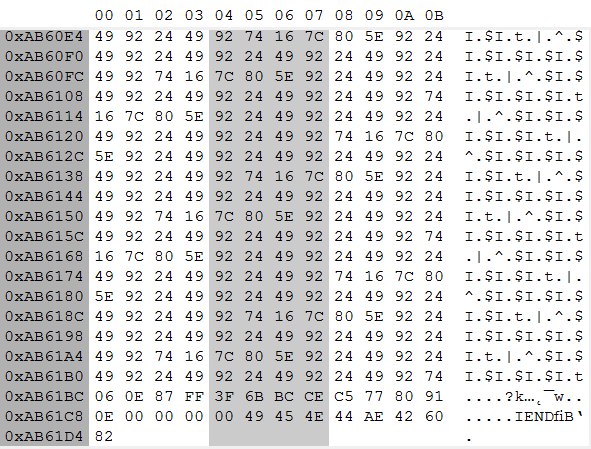 00 01 02 03 04 05 06 07 08 09 0A 0B
0xAB60E4 49 92 24 49 92 74 16 7C 80 5E 92 24 I.$I.t.|.^.$
0xAB60F0 49 92 24 49 92 24 49 92 24 49 92 24 I.$I.$I.$I.$
0xAB60FC 49 92 74 16 7C 80 5E 92 24 49 92 24 I.t.|.^.$I.$
0xAB6108 49 92 24 49 92 24 49 92 24 49 92 74 I.$I.$I.$I.t
0xAB6114 16 7C 80 5E 92 24 49 92 24 49 92 24 .|.^.$I.$I.$
0xAB6120 49 92 24 49 92 24 49 92 74 16 7C 80 I.$I.$I.t.|.
0xAB612C 5E 92 24 49 92 24 49 92 24 49 92 24 ^.$I.$I.$I.$
0xAB6138 49 92 24 49 92 74 16 7C 80 5E 92 24 I.$I.t.|.^.$
0xAB6144 49 92 24 49 92 24 49 92 24 49 92 24 I.$I.$I.$I.$
0xAB6150 49 92 74 16 7C 80 5E 92 24 49 92 24 I.t.|.^.$I.$
0xAB615C 49 92 24 49 92 24 49 92 24 49 92 74 I.$I.$I.$I.t
0xAB6168 16 7C 80 5E 92 24 49 92 24 49 92 24 .|.^.$I.$I.$
0xAB6174 49 92 24 49 92 24 49 92 74 16 7C 80 I.$I.$I.t.|.
0xAB6180 5E 92 24 49 92 24 49 92 24 49 92 24 ^.$I.$I.$I.$
0xAB618C 49 92 24 49 92 74 16 7C 80 5E 92 24 I.$I.t.|.^.$
0xAB6198 49 92 24 49 92 24 49 92 24 49 92 24 I.$I.$I.$I.$
0xAB61A4 49 92 74 16 7C 80 5E 92 24 49 92 24 I.t.|.^.$I.$
0xAB61B0 49 92 24 49 92 24 49 92 24 49 92 74 I.$I.$I.$I.t
0xAB61BC 06 0E 87 FF 3F 6B BC CE C5 77 80 91 ....?k…˛¯w..
0xAB61C8 0E 00 00 00 00 49 45 4E 44 AE 42 60 .....IENDfiB`
0xAB61D4 82 .